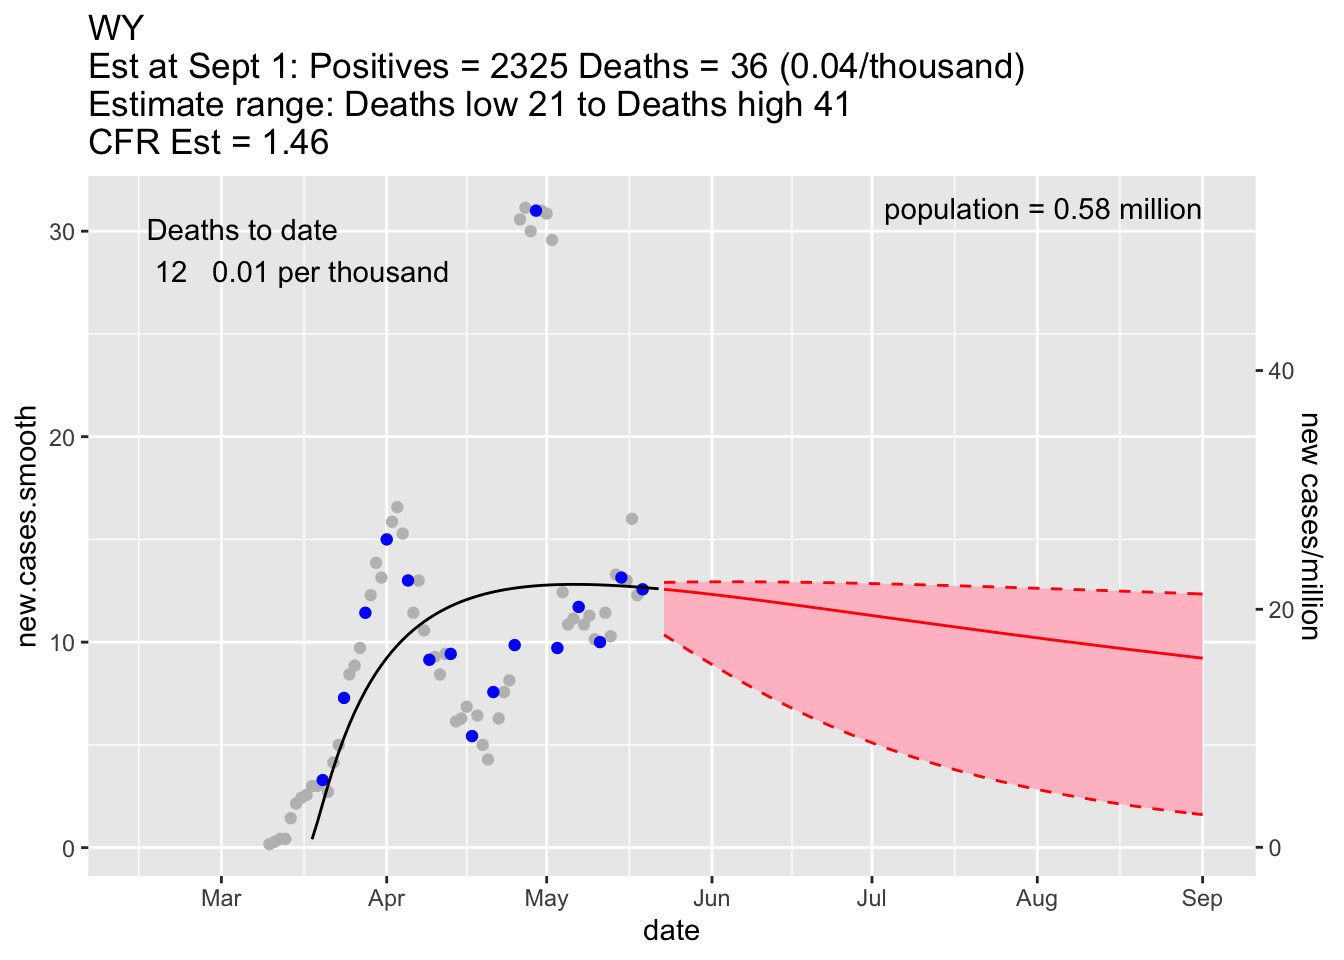 WY
Est at Sept 1: Positives = 2325 Deaths = 36 (0.04/thousand)
Estimate range: Deaths low 21 to Deaths high 41
CFR Est = 1.46
population = 0.58 million
Deaths to date
12 0.01 per thousand
30
20
10
0
new.cases.smooth
40
20
0
new cases/million
Mar Apr May Jun Jul Aug Sep
date